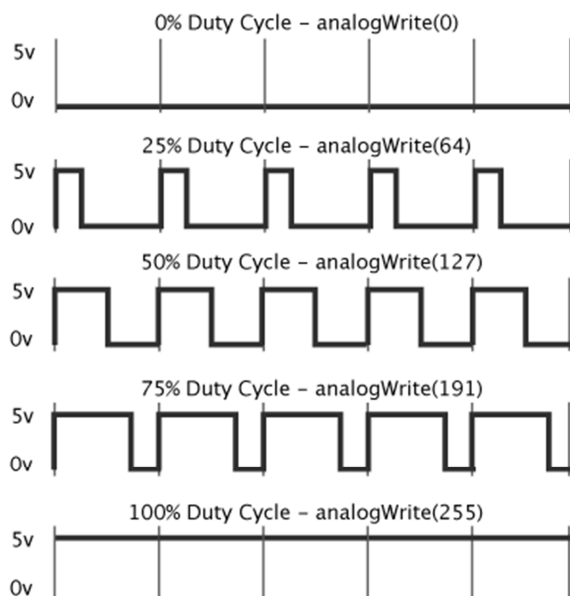 0% Duty Cycle – analogWrite(0)
5v
0v
25% Duty Cycle – analogWrite(64)
5v
0v
50% Duty Cycle – analogWrite(127)
5v
0v
75% Duty Cycle – analogWrite(191)
5v
0v
100% Duty Cycle – analogWrite(255)
5v
0v